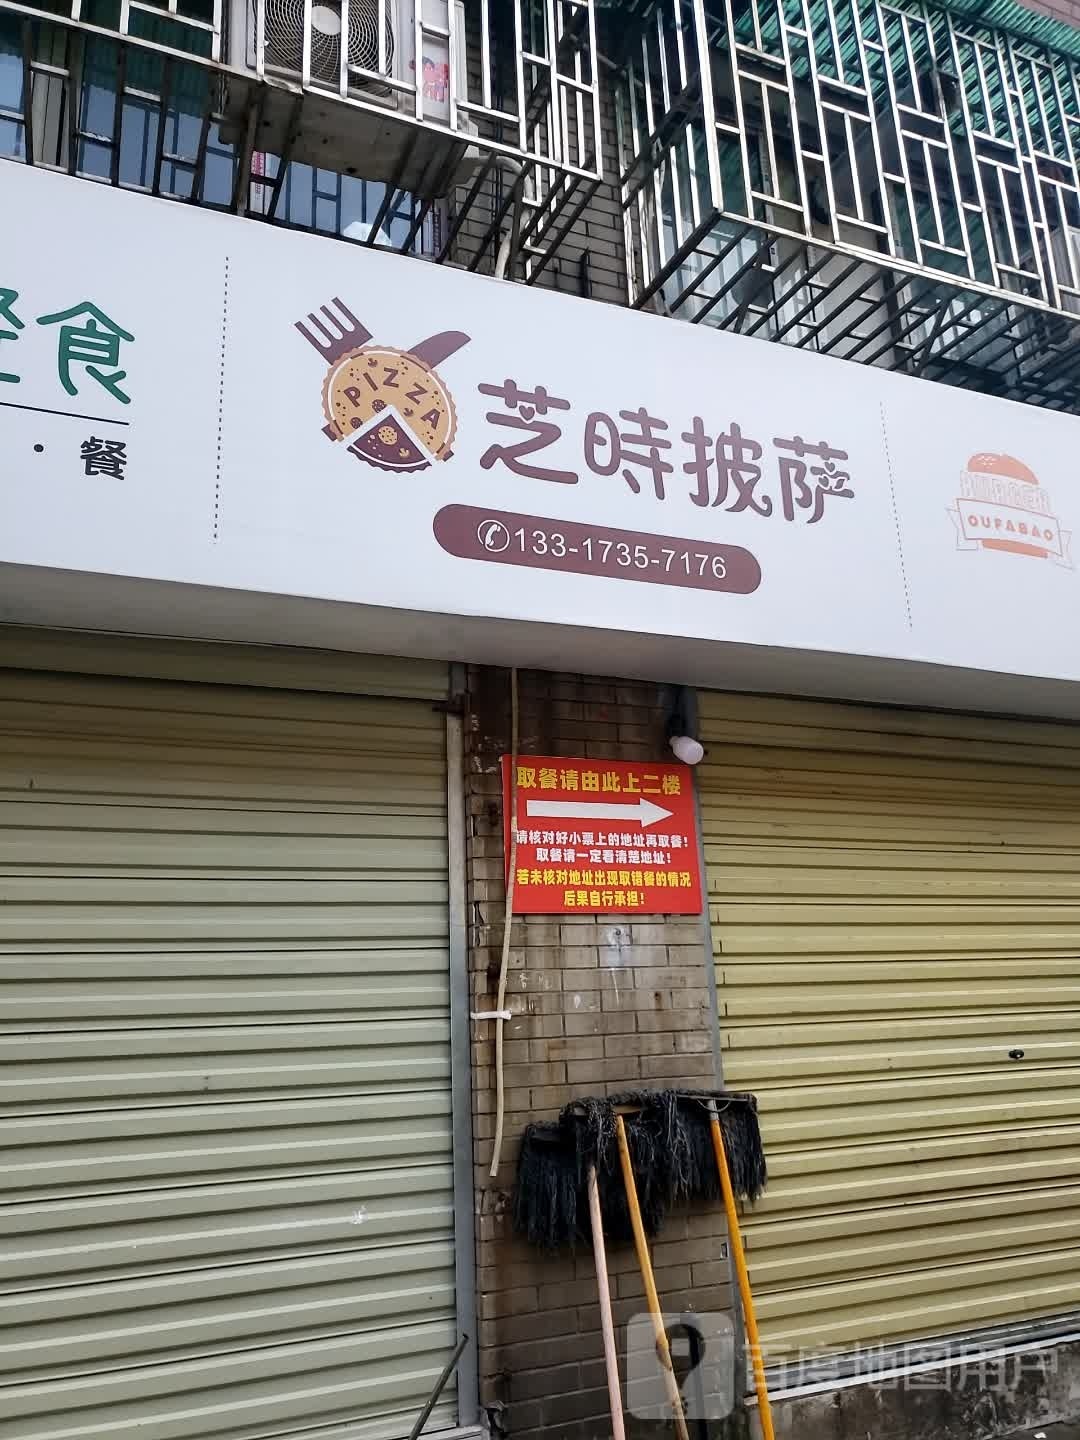 食
·餐
PIZZA
芝時披萨
133-1735-7176
BURGER
OUFABAO
取餐请由此上二楼
请核对好小票上的地址再取餐！
取餐请一定看清楚地址！
若未核对地址出现取错餐的情况
后果自行承担！
百度地图用户